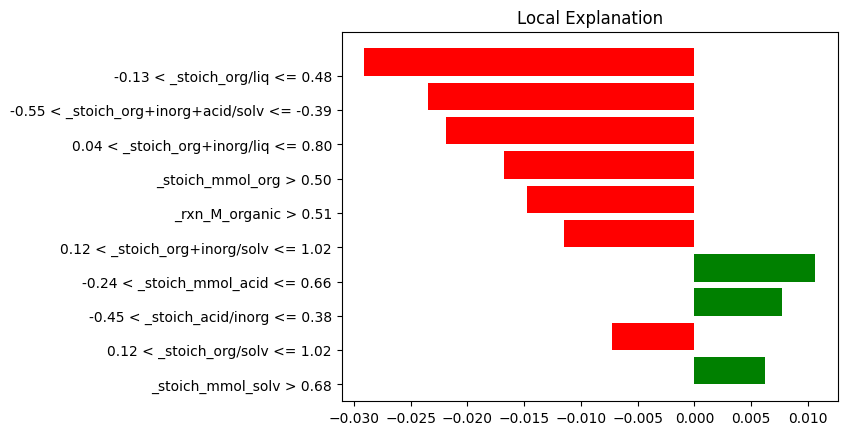 Local Explanation
-0.13 < _stoich_org/liq <= 0.48
-0.55 < _stoich_org+inorg+acid/solv <= -0.39
0.04 < _stoich_org+inorg/liq <= 0.80
_stoich_mmol_org > 0.50
_rxn_M_organic > 0.51
0.12 < _stoich_org+inorg/solv <= 1.02
-0.24 < _stoich_mmol_acid <= 0.66
-0.45 < _stoich_acid/inorg <= 0.38
0.12 < _stoich_org/solv <= 1.02
_stoich_mmol_solv > 0.68
−0.030 −0.025 −0.020 −0.015 −0.010 −0.005 0.000 0.005 0.010